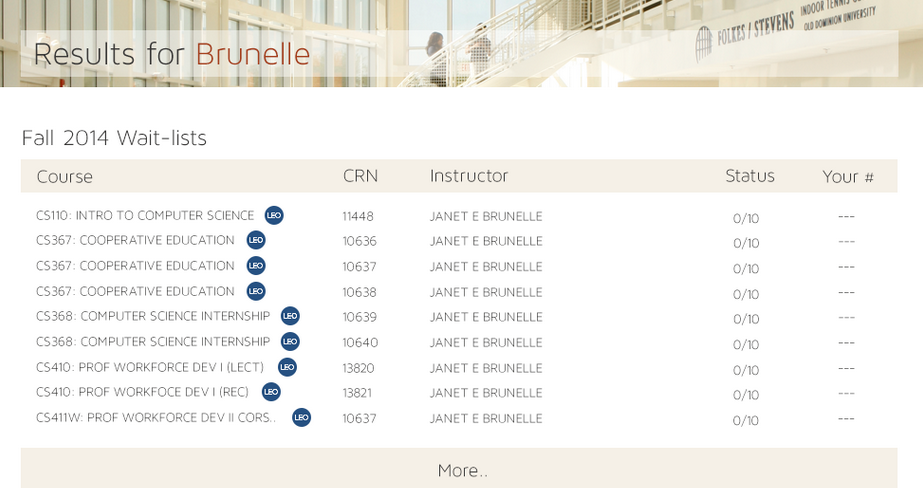 INDOOR TENNIS
FOLKES / STEVENS
OLD DOMINION UNIVERSITY
Results for Brunelle
Fall 2014 Wait-lists
Course CRN Instructor Status Your #
CS110: INTRO TO COMPUTER SCIENCE LEO 11448 JANET E BRUNELLE 0/10 ---
CS367: COOPERATIVE EDUCATION LEO 10636 JANET E BRUNELLE 0/10 ---
CS367: COOPERATIVE EDUCATION LEO 10637 JANET E BRUNELLE 0/10 ---
CS367: COOPERATIVE EDUCATION LEO 10638 JANET E BRUNELLE 0/10 ---
CS368: COMPUTER SCIENCE INTERNSHIP LEO 10639 JANET E BRUNELLE 0/10 ---
CS368: COMPUTER SCIENCE INTERNSHIP LEO 10640 JANET E BRUNELLE 0/10 ---
CS410: PROF WORKFORCE DEV I (LECT) LEO 13820 JANET E BRUNELLE 0/10 ---
CS410: PROF WORKFOCE DEV I (REC) LEO 13821 JANET E BRUNELLE 0/10 ---
CS411W: PROF WORKFORCE DEV II CORS.. LEO 10637 JANET E BRUNELLE 0/10 ---
More..